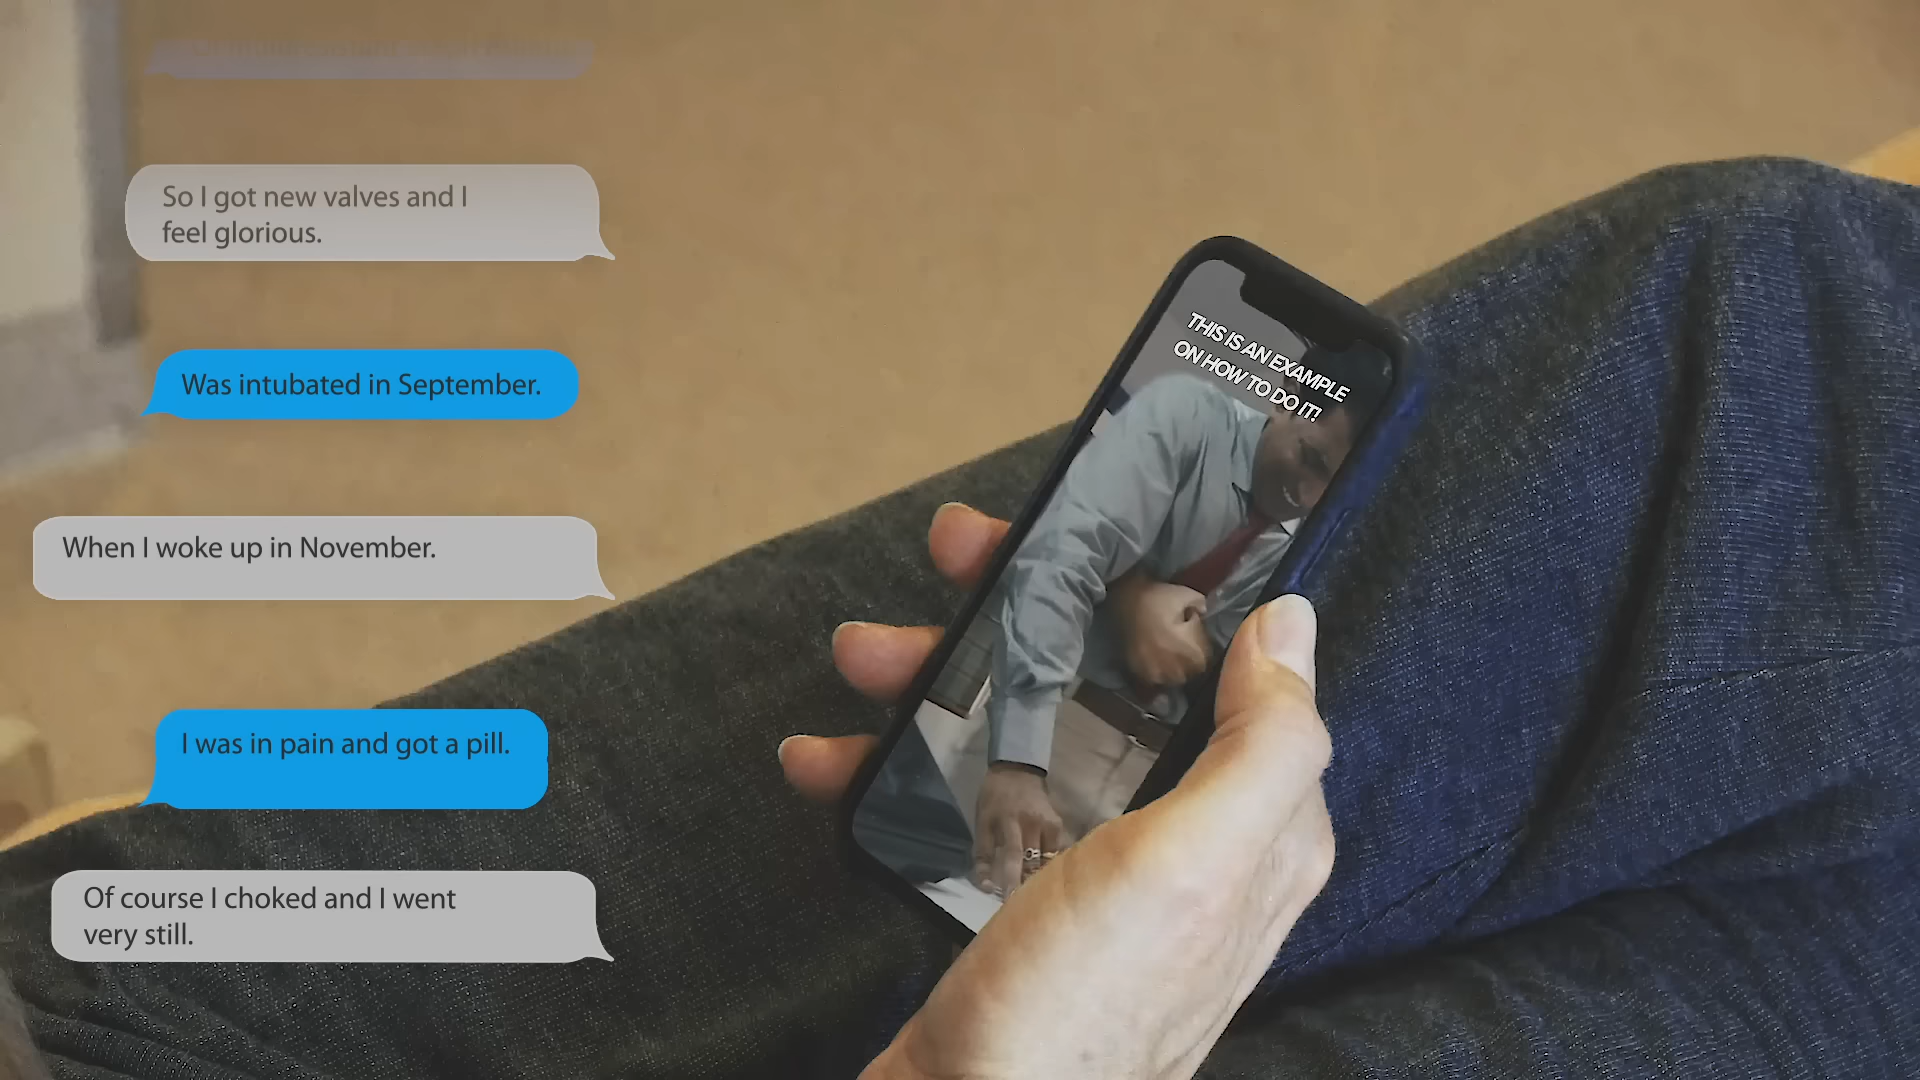 So I got new valves and I
feel glorious.
Was intubated in September.
When I woke up in November.
I was in pain and got a pill.
Of course I choked and I went
very still.
THIS IS AN EXAMPLE
ON HOW TO DO IT!